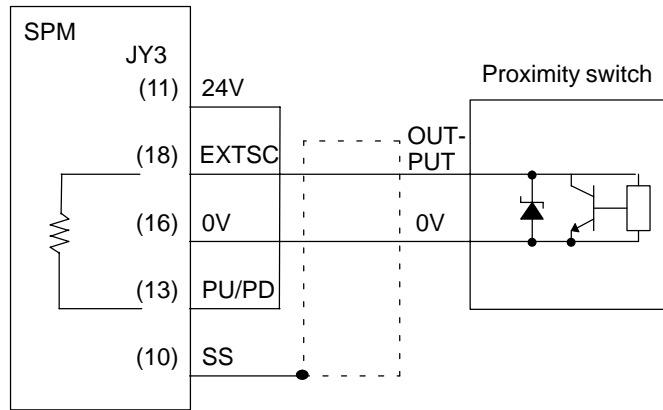 SPM
JY3
(11) 24V
Proximity switch
(18) EXTSC
OUT-
PUT
(16) 0V
0V
(13) PU/PD
(10) SS